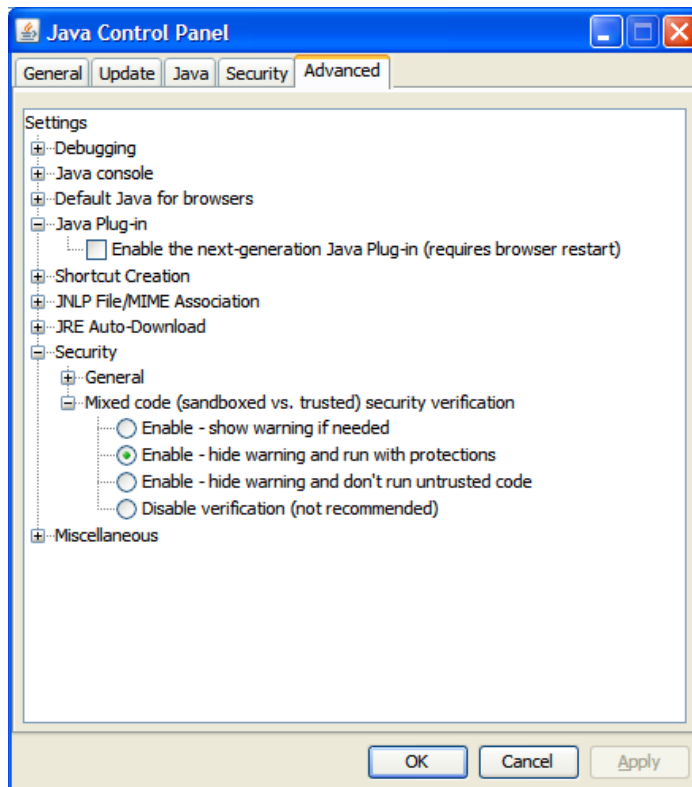 Java Control Panel
General Update Java Security Advanced
Settings
Debugging
Java console
Default Java for browsers
Java Plug-in
Enable the next-generation Java Plug-in (requires browser restart)
Shortcut Creation
JNLP File/MIME Association
JRE Auto-Download
Security
General
Mixed code (sandboxed vs. trusted) security verification
Enable - show warning if needed
Enable - hide warning and run with protections
Enable - hide warning and don't run untrusted code
Disable verification (not recommended)
Miscellaneous
OK Cancel Apply